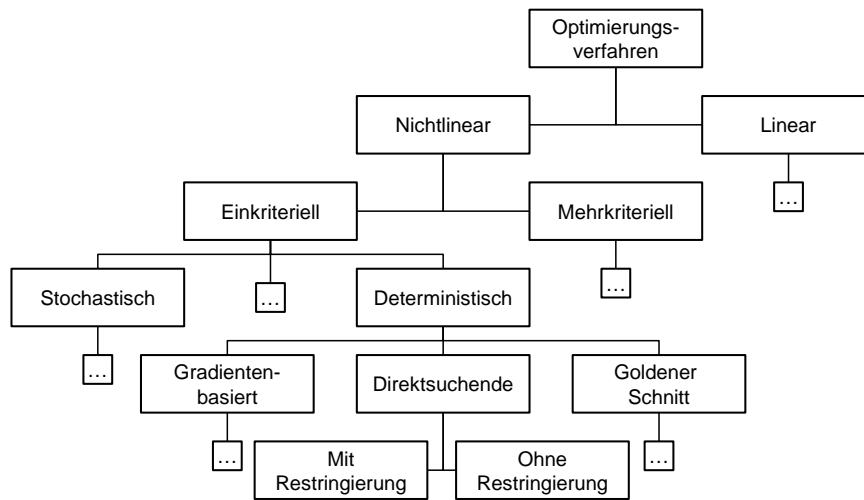 Optimierungs-
verfahren
Nichtlinear
Linear
…
Einkriteriell
Mehrkriteriell
…
…
Stochastisch
Deterministisch
…
Gradienten-
basiert
Direktsuchende
Goldener
Schnitt
…
…
Mit
Restringierung
Ohne
Restringierung